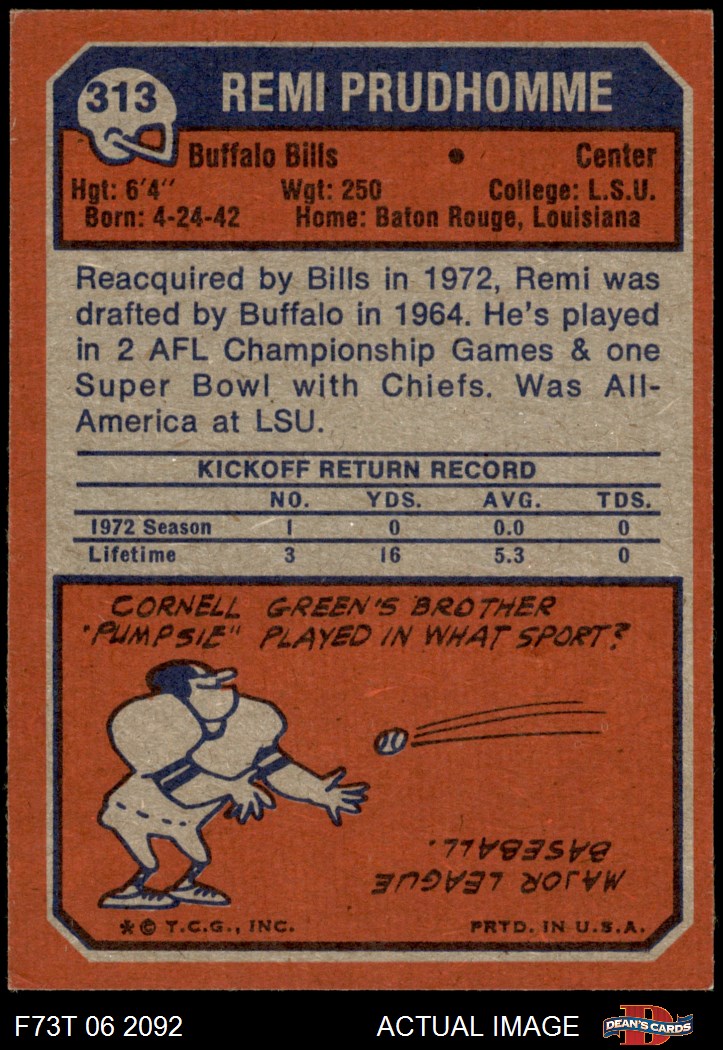 313
REMI PRUDHOMME
Buffalo Bills • Center
Hgt: 6'4" Wgt: 250 College: L.S.U.
Born: 4-24-42 Home: Baton Rouge, Louisiana
Reacquired by Bills in 1972, Remi was
drafted by Buffalo in 1964. He's played
in 2 AFL Championship Games & one
Super Bowl with Chiefs. Was All-
America at LSU.
KICKOFF RETURN RECORD
NO. YDS. AVG. TDS.
1972 Season 1 0 0.0 0
Lifetime 3 16 5.3 0
CORNELL GREEN'S BROTHER
"PUMPSIE" PLAYED IN WHAT SPORT?
MAJOR LEAGUE
BASEBALL.
* © T.C.G., INC. PRTD. IN U.S.A.
F73T 06 2092 ACTUAL IMAGE D DEAN'S CARDS